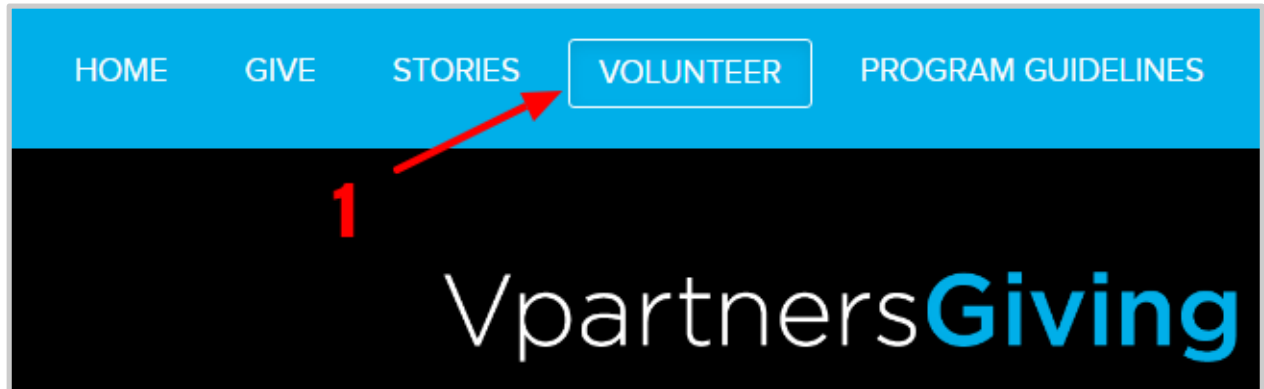 HOME GIVE STORIES VOLUNTEER PROGRAM GUIDELINES
1
VpartnersGiving